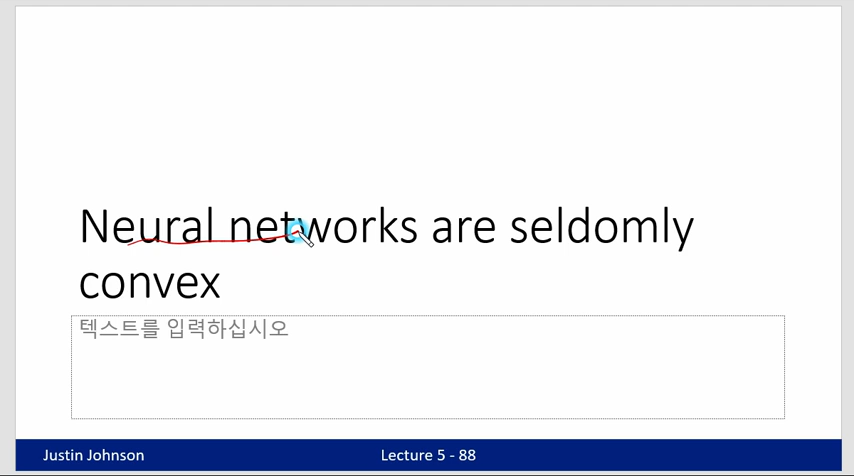 Neural networks are seldomly
convex
텍스트를 입력하십시오
Justin Johnson
Lecture 5 - 88